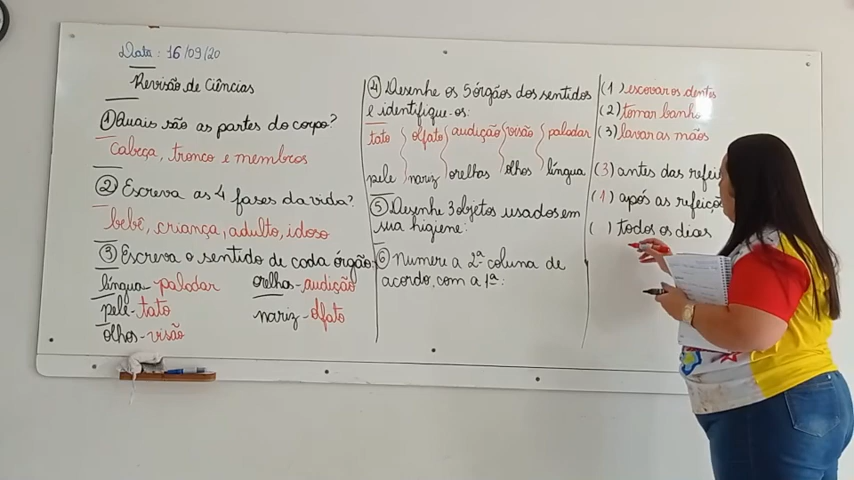 Data: 16/09/20
Revisão de Ciências
① Quais são as partes do corpo?
Cabeça, tronco e membros
② Escreva as 4 fases da vida?
bebê, criança, adulto, idoso
③ Escreva o sentido de cada órgão:
língua - paladar
orelhas - audição
pele - tato
nariz - olfato
olhos - visão
④ Desenhe os 5 órgãos dos sentidos
e identifique-os:
tato olfato audição visão paladar
pele nariz orelhas olhos língua
⑤ Desenhe 3 objetos usados em
sua higiene:
⑥ Numere a 2ª coluna de
acordo, com a 1ª:
(1) escovar os dentes
(2) tomar banho
(3) lavar as mãos
(3) antes das
(1) após as
( ) todos os dias